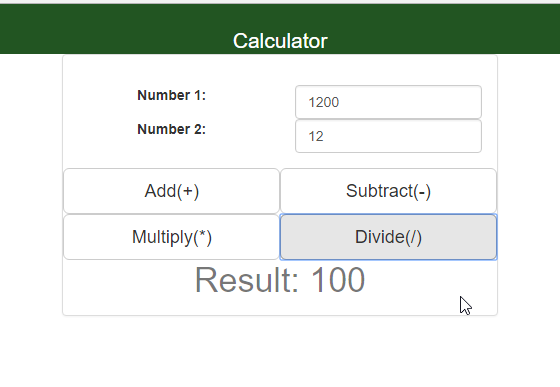 Calculator
Number 1: 1200
Number 2: 12
Add(+) Subtract(-)
Multiply(*) Divide(/)
Result: 100